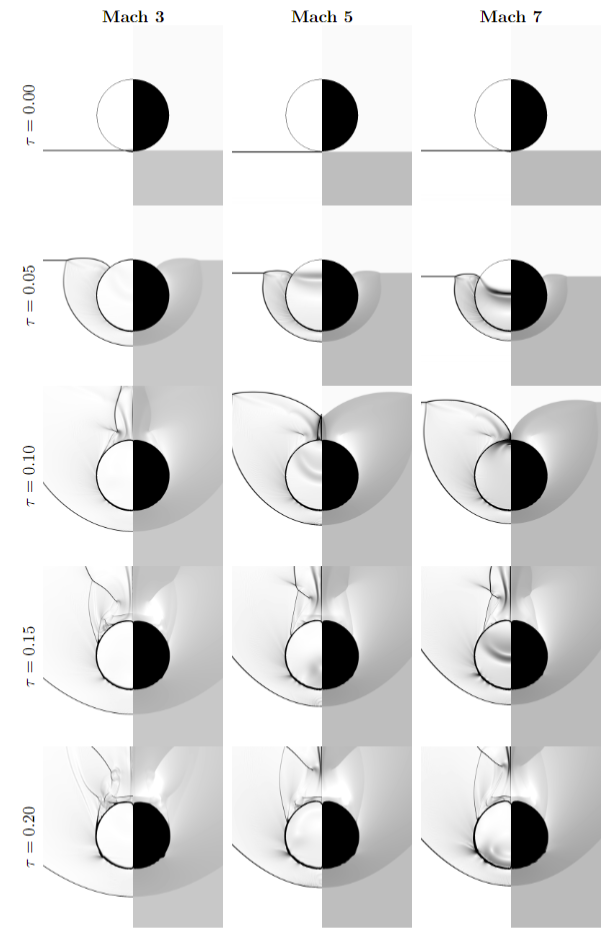 Mach 3 Mach 5 Mach 7
τ = 0.00
τ = 0.05
τ = 0.10
τ = 0.15
τ = 0.20